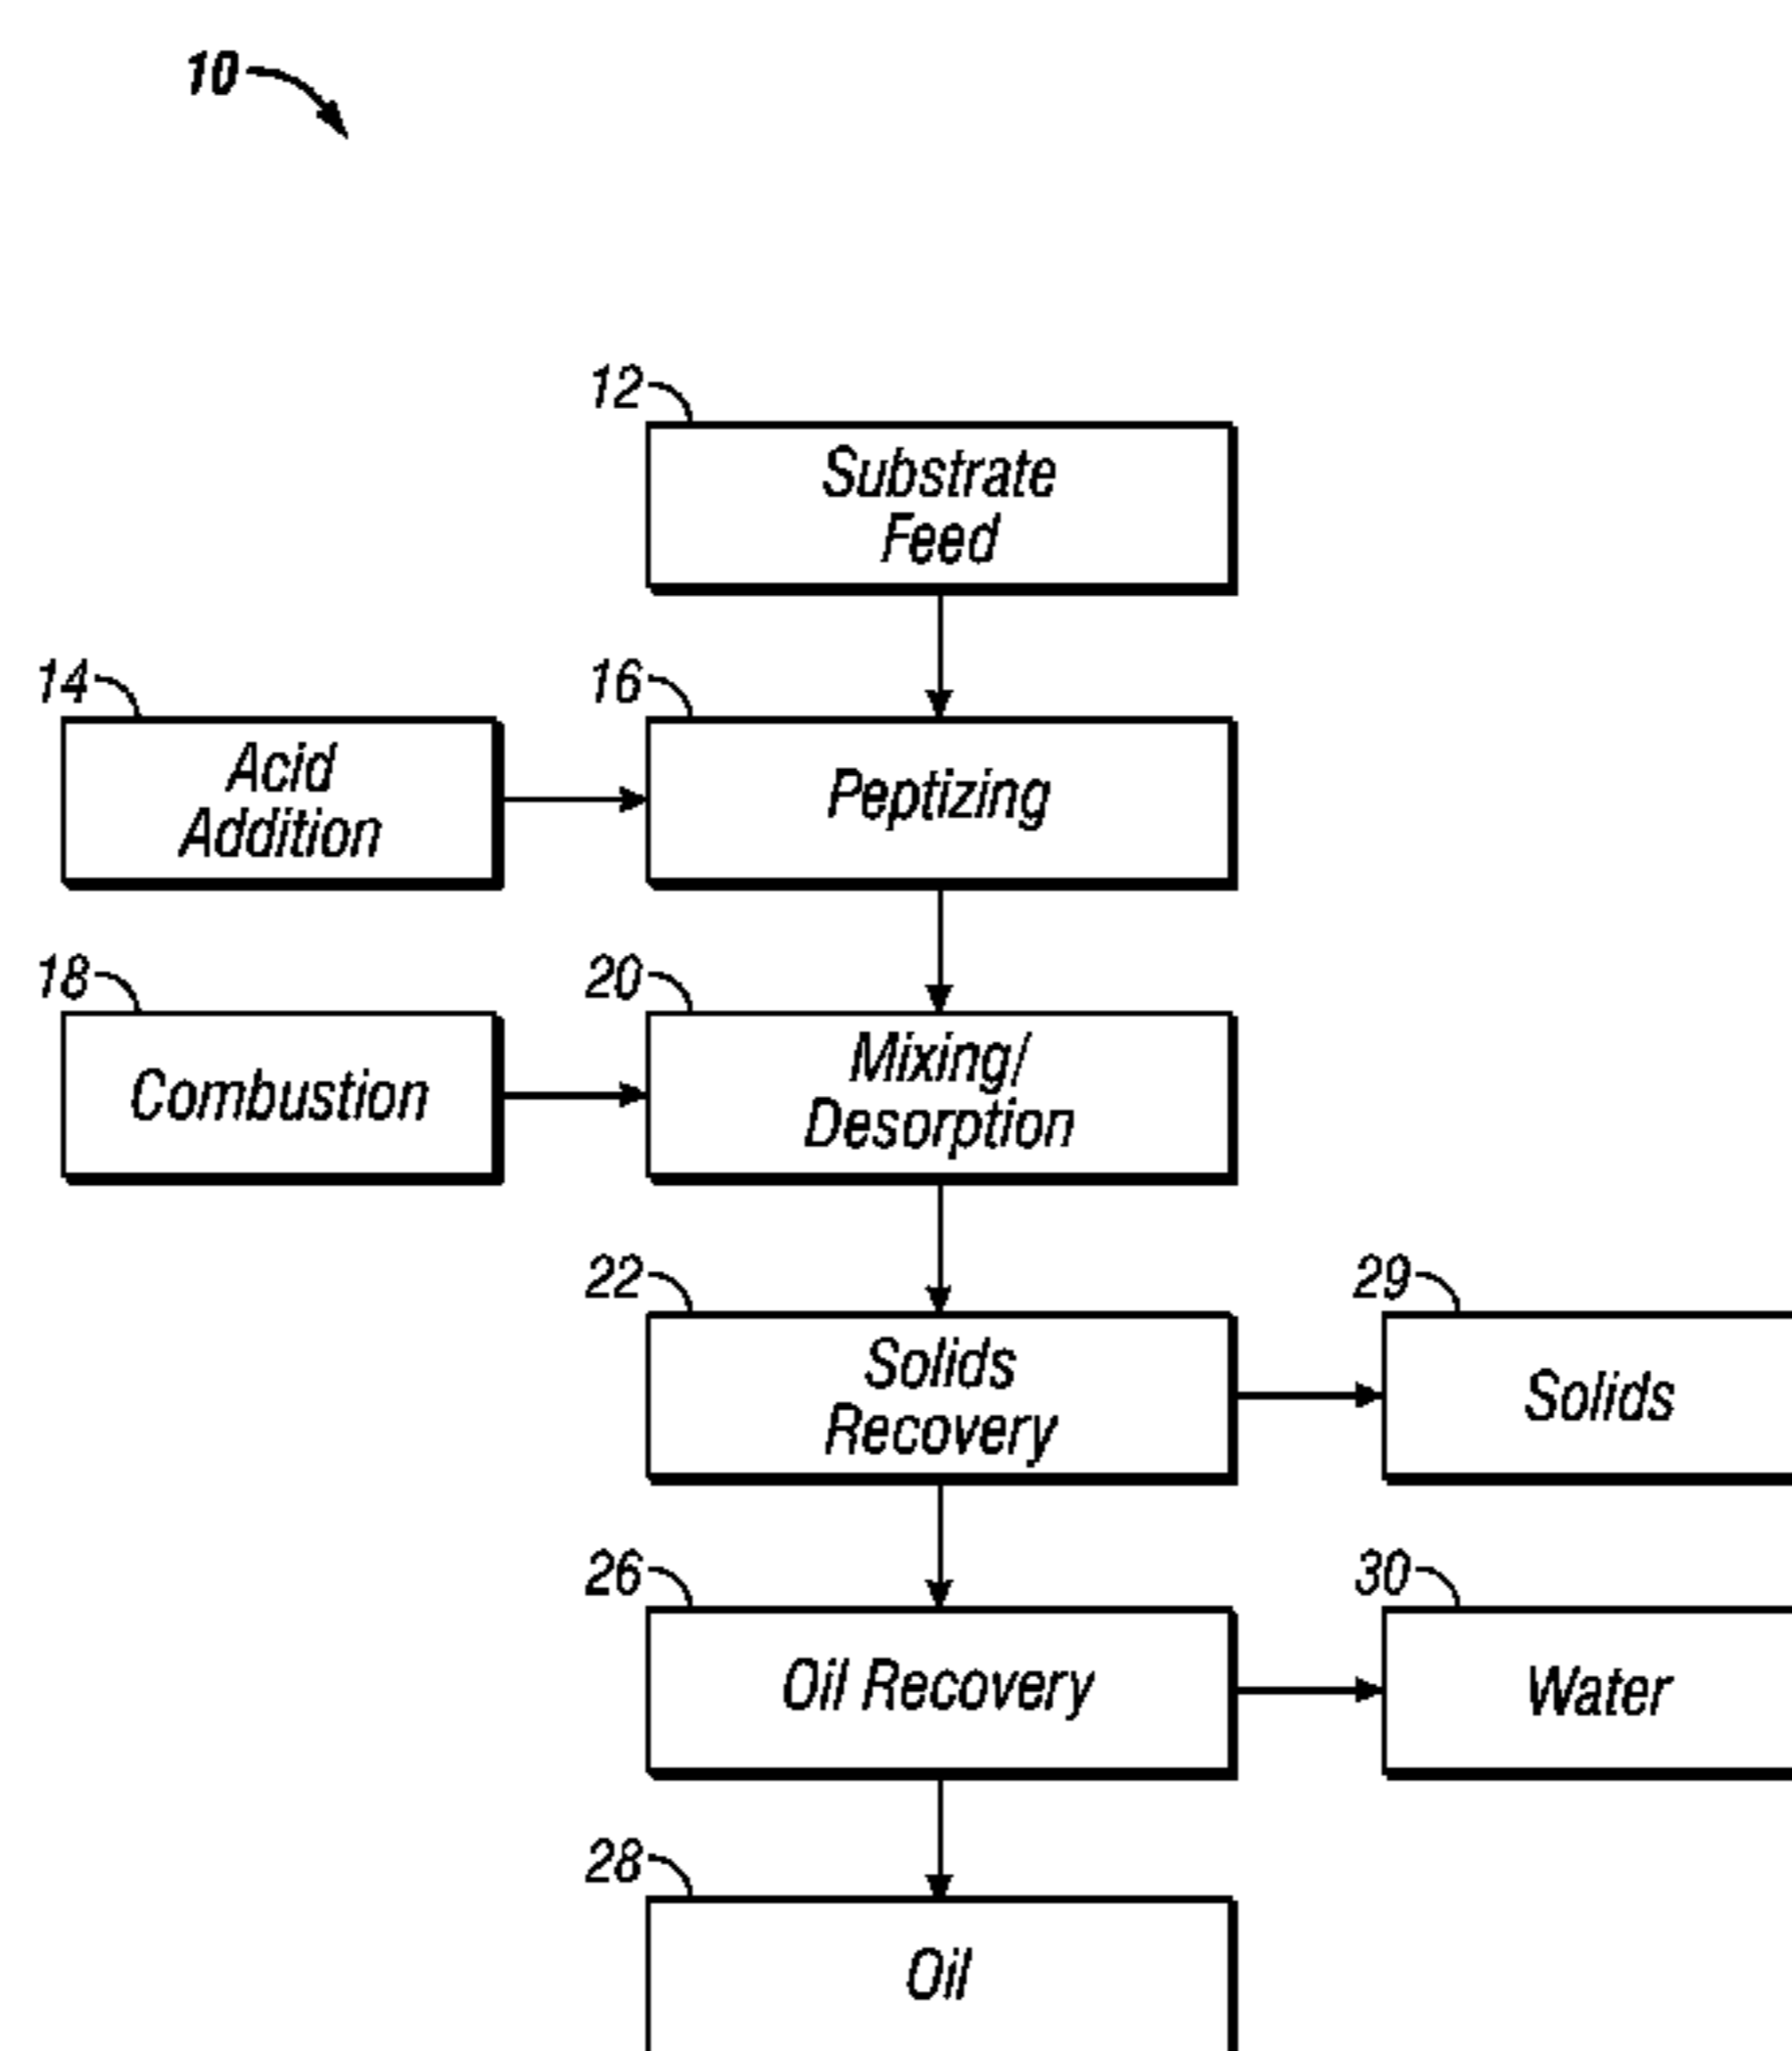 10
12
Substrate
Feed
14
Acid
Addition
16
Peptizing
18
Combustion
20
Mixing/
Desorption
22
Solids
Recovery
29
Solids
26
Oil Recovery
30
Water
28
Oil